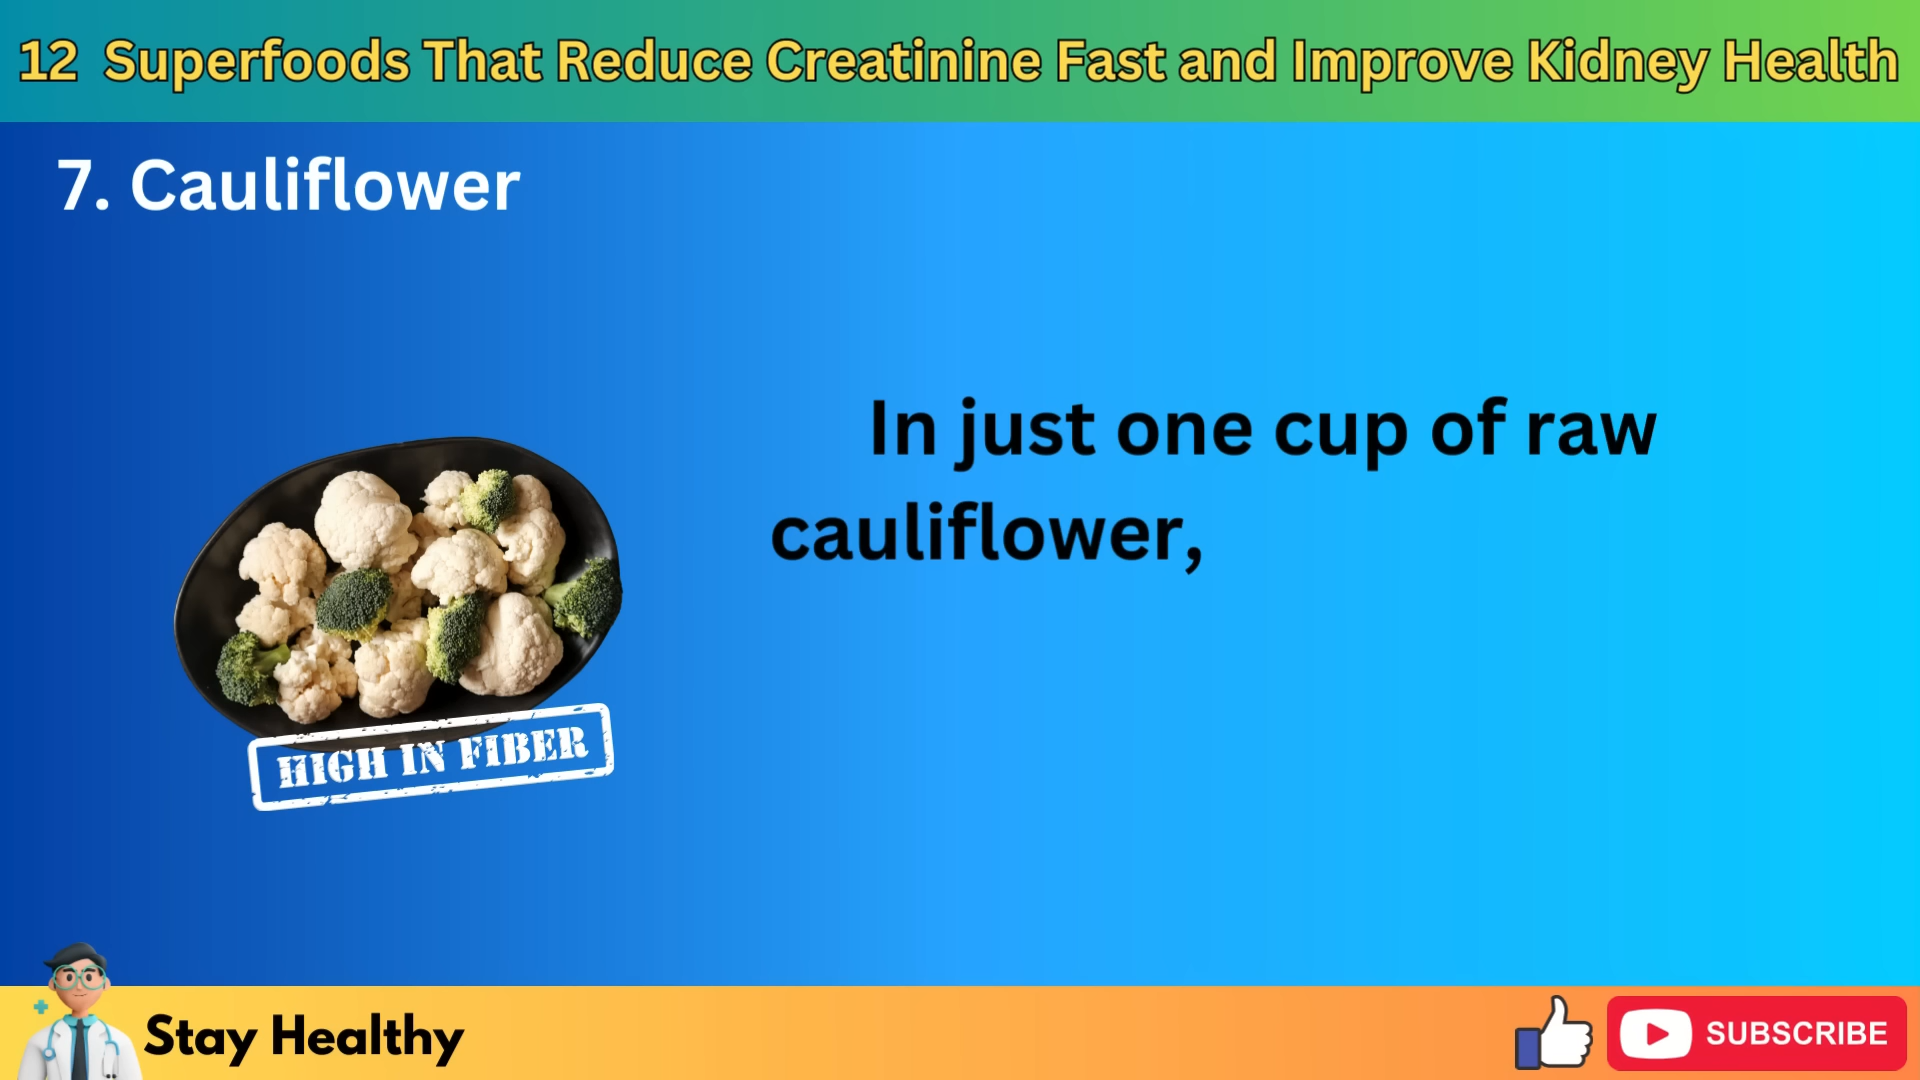 12 Superfoods That Reduce Creatinine Fast and Improve Kidney Health
7. Cauliflower
In just one cup of raw
cauliflower,
HIGH IN FIBER
Stay Healthy
SUBSCRIBE